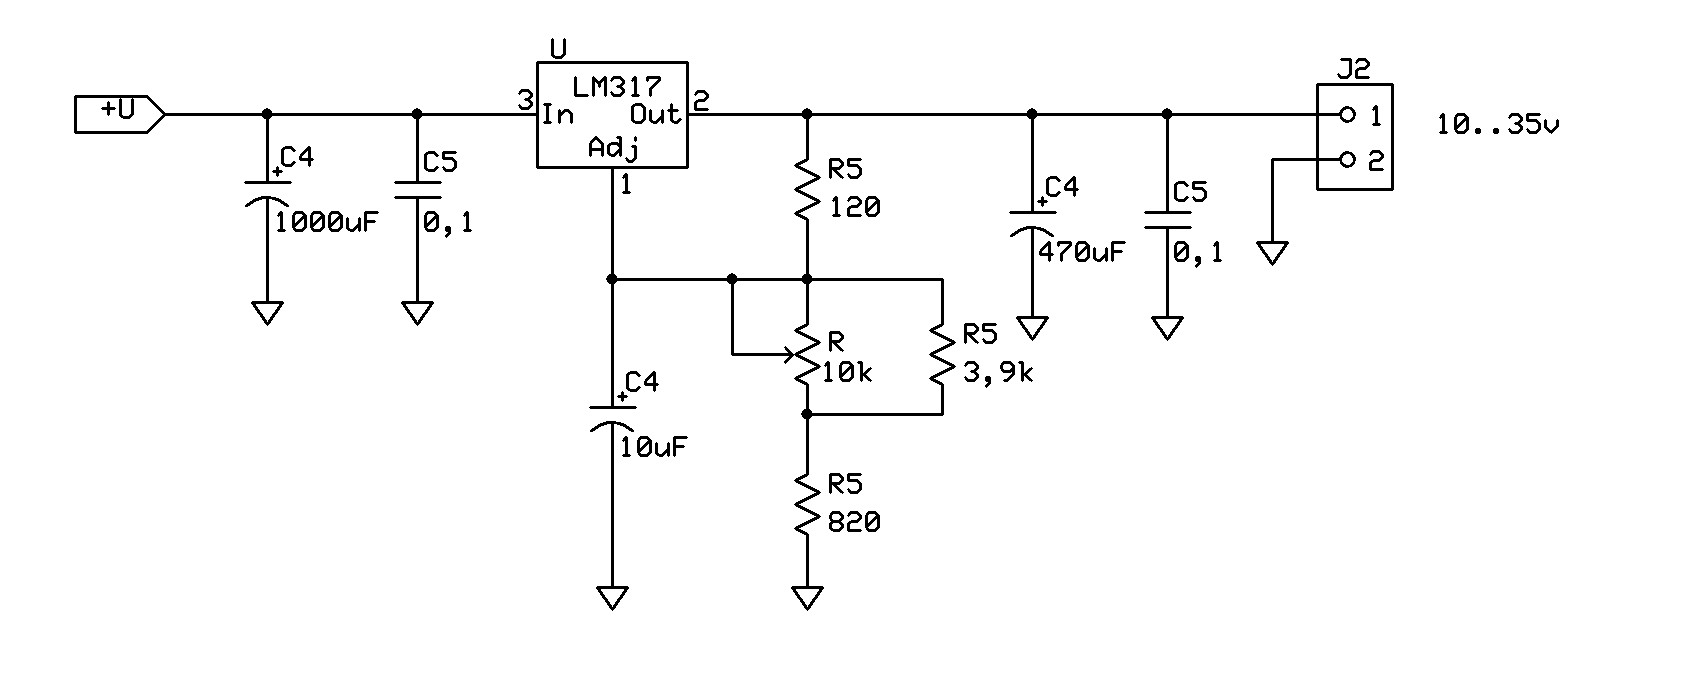 U
LM317
3 In Out 2
Adj
1
+U
C4
+
1000uF
C5
0,1
R5
120
C4
+
470uF
C5
0,1
J2
1
2
10..35v
R
10k
R5
3,9k
C4
+
10uF
R5
820